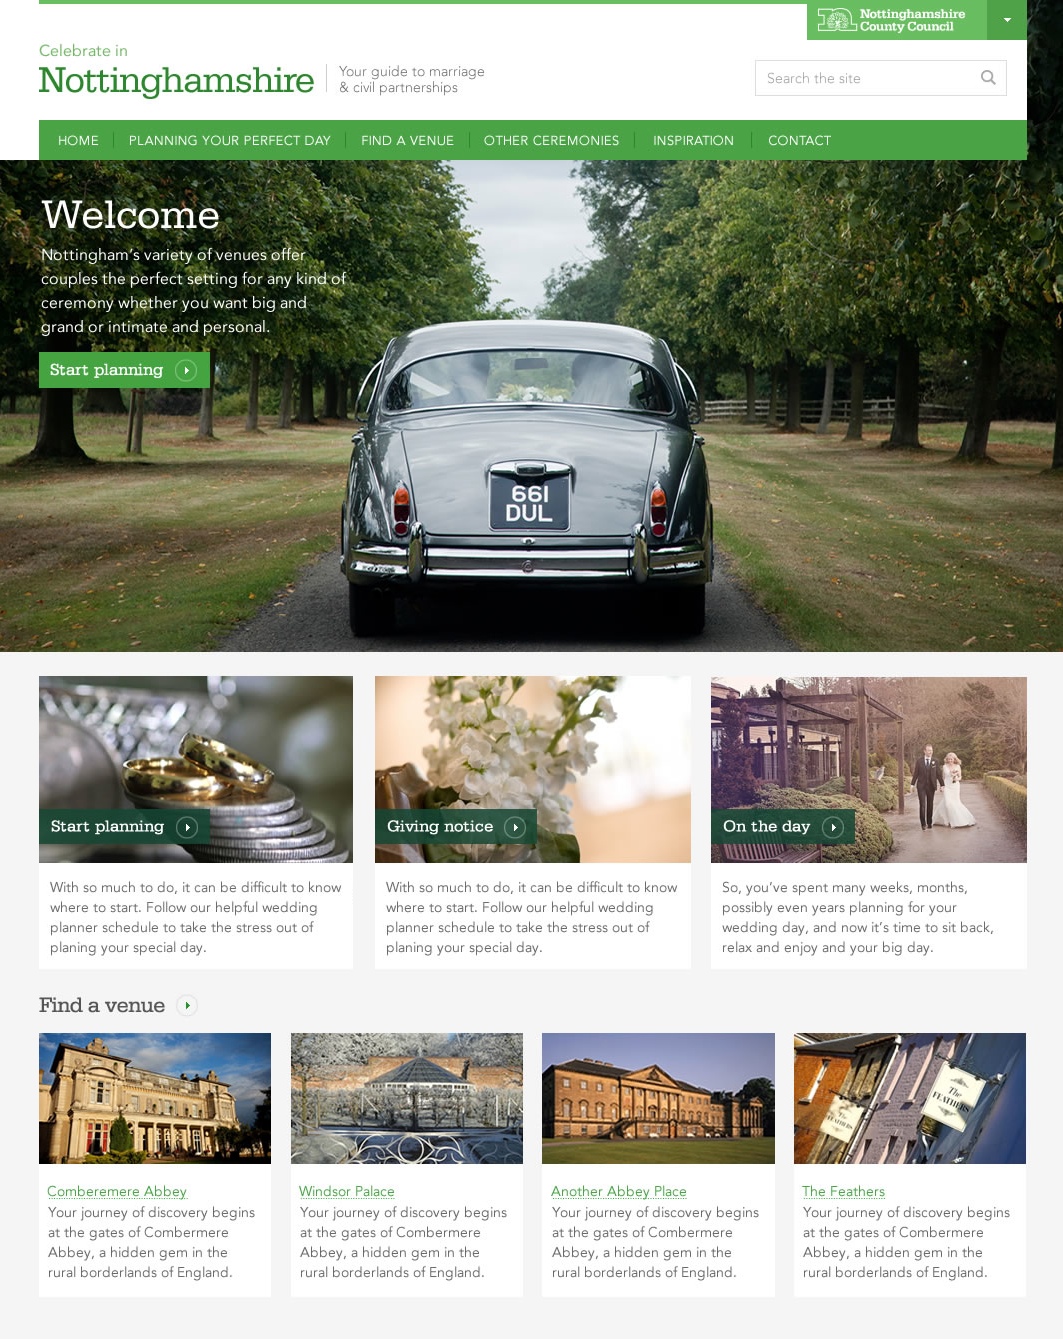 Nottinghamshire
County Council
Celebrate in
Nottinghamshire
Your guide to marriage
& civil partnerships
Search the site
HOME
PLANNING YOUR PERFECT DAY
FIND A VENUE
OTHER CEREMONIES
INSPIRATION
CONTACT
Welcome
Nottingham's variety of venues offer
couples the perfect setting for any kind of
ceremony whether you want big and
grand or intimate and personal.
Start planning
661
DUL
Start planning
With so much to do, it can be difficult to know
where to start. Follow our helpful wedding
planner schedule to take the stress out of
planing your special day.
Giving notice
With so much to do, it can be difficult to know
where to start. Follow our helpful wedding
planner schedule to take the stress out of
planing your special day.
On the day
So, you've spent many weeks, months,
possibly even years planning for your
wedding day, and now it's time to sit back,
relax and enjoy and your big day.
Find a venue
Comberemere Abbey
Your journey of discovery begins
at the gates of Combermere
Abbey, a hidden gem in the
rural borderlands of England.
Windsor Palace
Your journey of discovery begins
at the gates of Combermere
Abbey, a hidden gem in the
rural borderlands of England.
Another Abbey Place
Your journey of discovery begins
at the gates of Combermere
Abbey, a hidden gem in the
rural borderlands of England.
The
FEATHERS
The
FEATHERS
The Feathers
Your journey of discovery begins
at the gates of Combermere
Abbey, a hidden gem in the
rural borderlands of England.